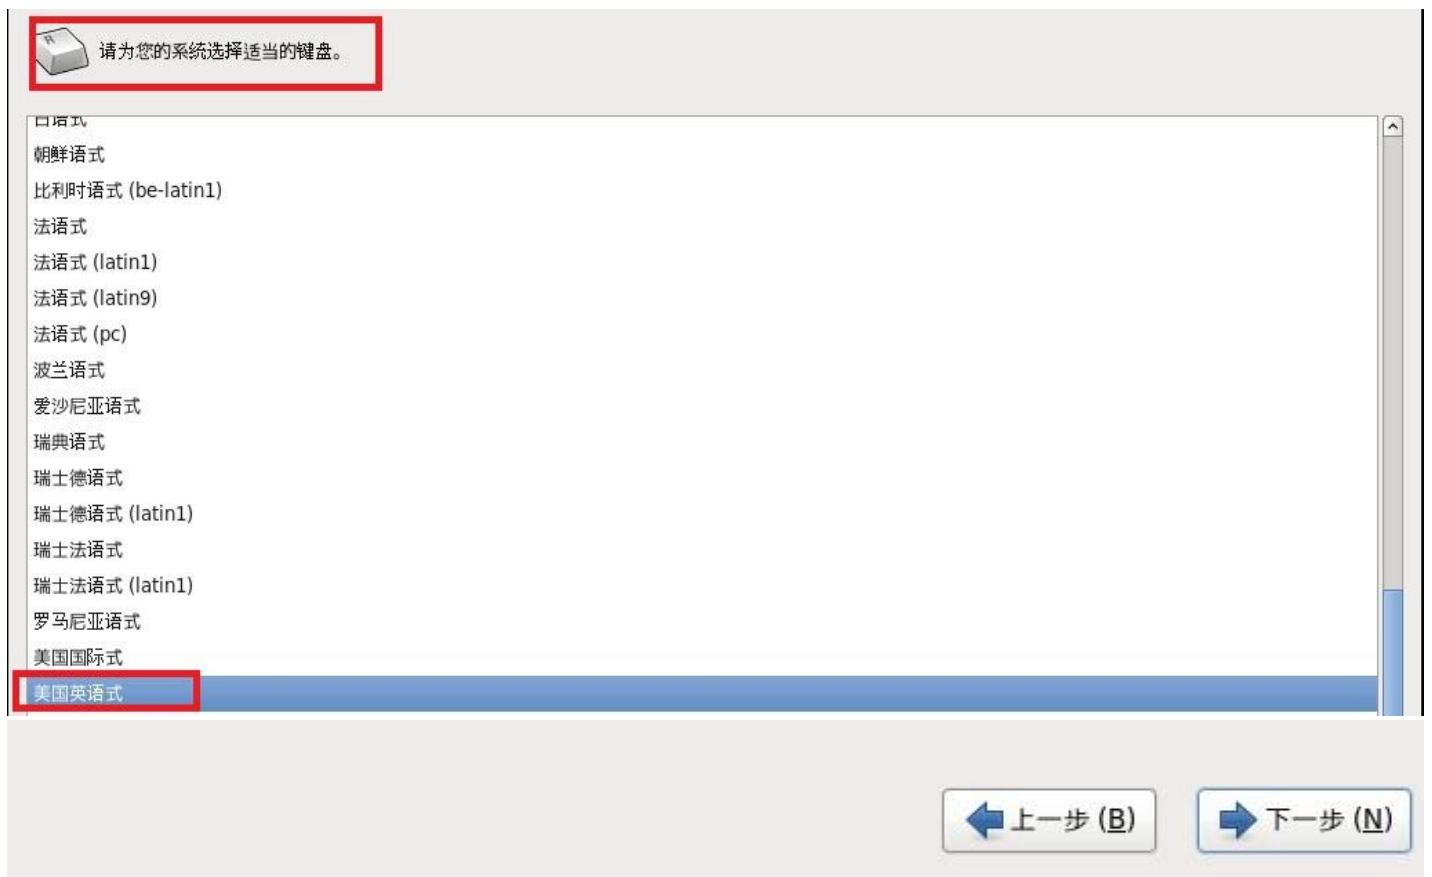 请为您的系统选择适当的键盘。
日语式
朝鲜语式
比利时语式 (be-latin1)
法语式
法语式 (latin1)
法语式 (latin9)
法语式 (pc)
波兰语式
爱沙尼亚语式
瑞典语式
瑞士德语式
瑞士德语式 (latin1)
瑞士法语式
瑞士法语式 (latin1)
罗马尼亚语式
美国国际式
美国英语式
上一步 (B)
下一步 (N)